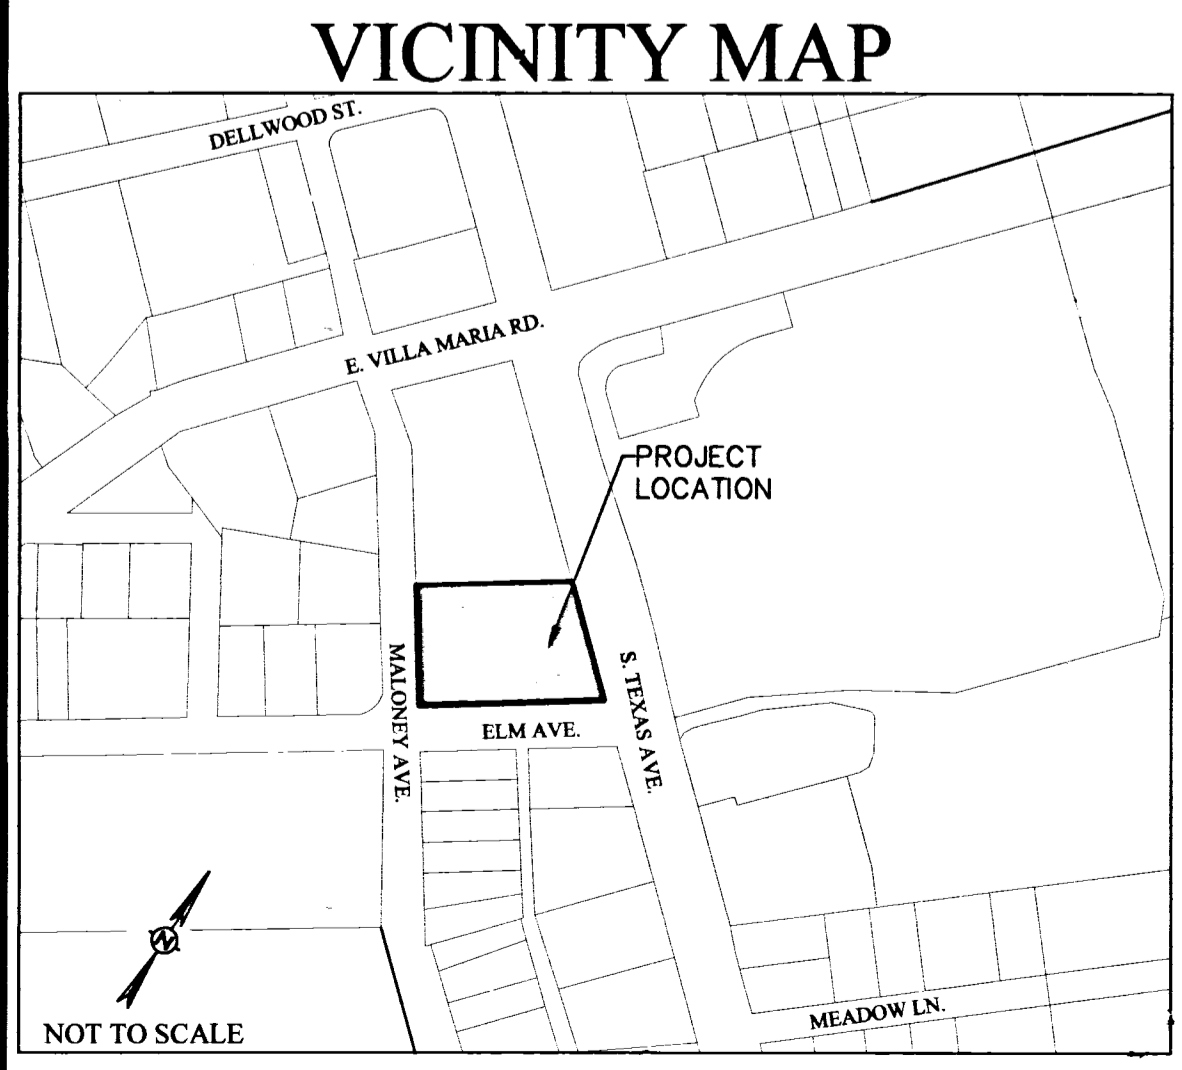 VICINITY MAP
DELLWOOD ST.
E. VILLA MARIA RD.
PROJECT
LOCATION
MALONEY AVE.
S. TEXAS AVE.
ELM AVE.
N
NOT TO SCALE
MEADOW LN.